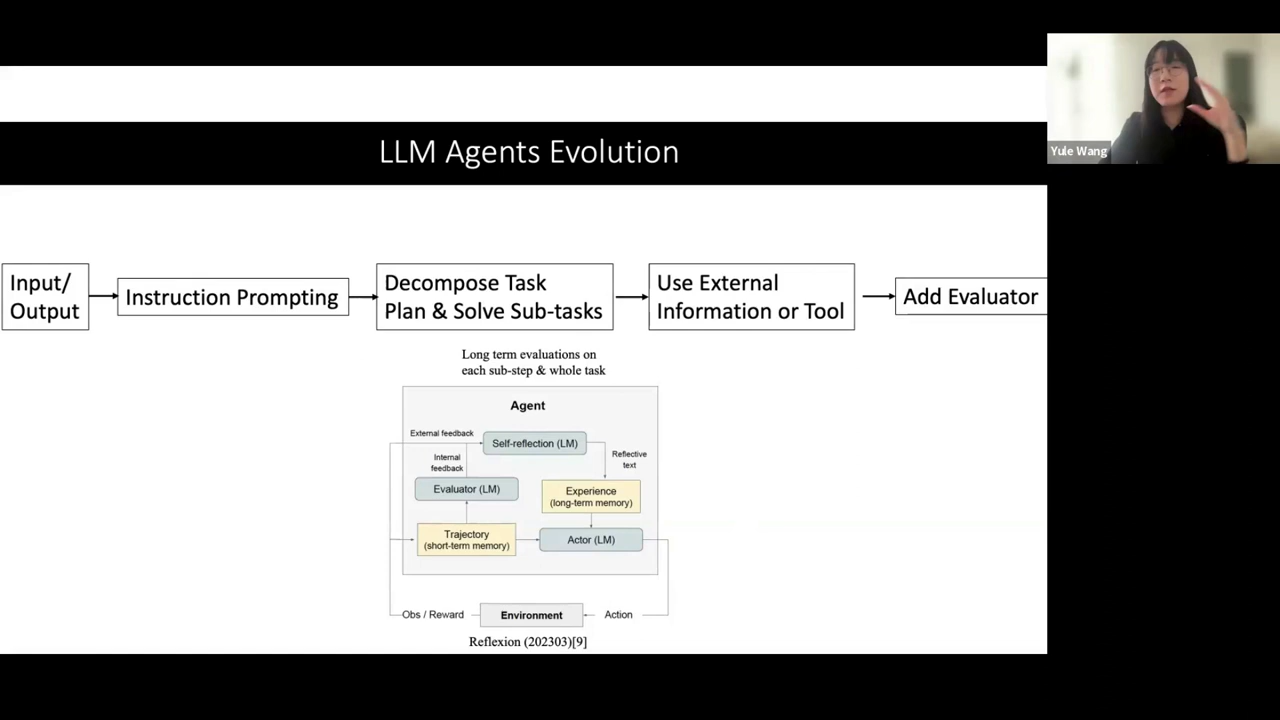 LLM Agents Evolution
Yule Wang
Input/
Output
Instruction Prompting
Decompose Task
Plan & Solve Sub-tasks
Use External
Information or Tool
Add Evaluator
Long term evaluations on
each sub-step & whole task
Agent
External feedback
Self-reflection (LM)
Internal
feedback
Reflective
text
Evaluator (LM)
Experience
(long-term memory)
Trajectory
(short-term memory)
Actor (LM)
Obs / Reward
Environment
Action
Reflexion (202303)[9]